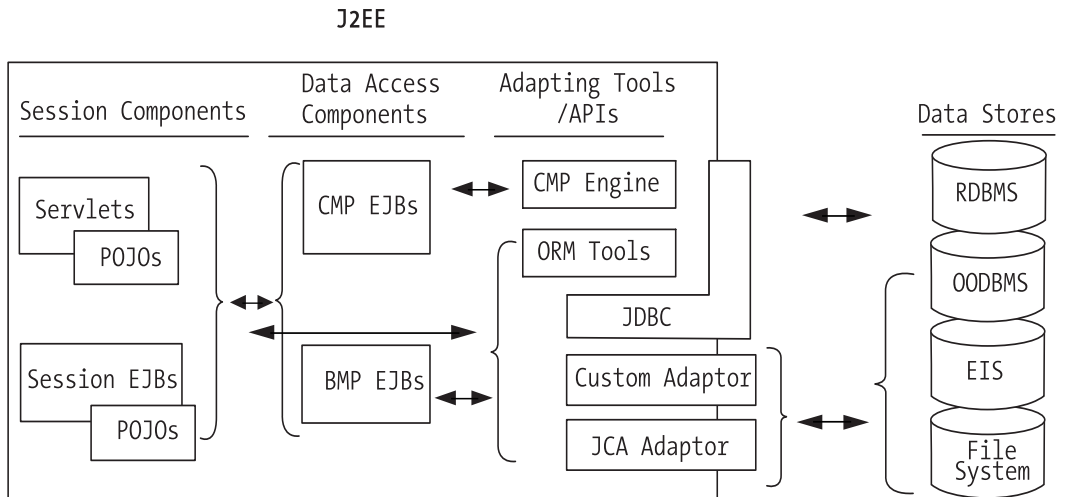 J2EE
Session Components
Data Access
Components
Adapting Tools
/APIs
Data Stores
Servlets
POJOs
Session EJBs
POJOs
CMP EJBs
BMP EJBs
CMP Engine
ORM Tools
JDBC
Custom Adaptor
JCA Adaptor
RDBMS
OODBMS
EIS
File
System